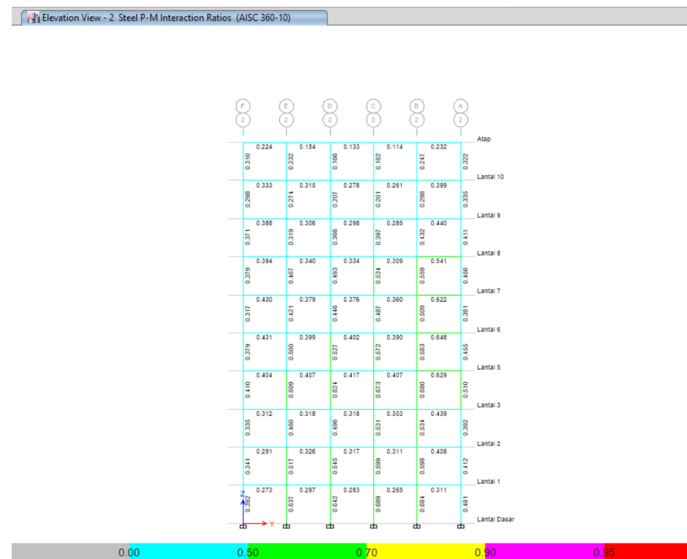 Elevation View - 2 Steel P-M Interaction Ratios (AISC 360-10)
F E D C B A
2 2 2 2 2 2
Atap
0.224 0.154 0.133 0.114 0.232
0.310 0.232 0.166 0.162 0.247 0.322
Lantai 10
0.333 0.315 0.278 0.261 0.399
0.298 0.274 0.207 0.201 0.298 0.335
Lantai 9
0.388 0.306 0.298 0.285 0.440
0.371 0.319 0.386 0.397 0.432 0.411
Lantai 8
0.394 0.340 0.334 0.309 0.541
0.379 0.467 0.493 0.534 0.559 0.456
Lantai 7
0.430 0.379 0.376 0.360 0.622
0.317 0.421 0.446 0.487 0.509 0.381
Lantai 6
0.431 0.399 0.402 0.390 0.648
0.379 0.500 0.527 0.572 0.583 0.455
Lantai 5
0.404 0.407 0.417 0.407 0.629
0.410 0.609 0.624 0.673 0.680 0.510
Lantai 3
0.312 0.318 0.318 0.303 0.439
0.335 0.460 0.496 0.531 0.534 0.392
Lantai 2
0.291 0.326 0.317 0.311 0.408
0.341 0.517 0.545 0.599 0.598 0.412
Lantai 1
0.273 0.297 0.283 0.265 0.311
0.392 0.637 0.642 0.689 0.684 0.481
Z
Y
Lantai Dasar
0.00 0.50 0.70 0.90 0.95